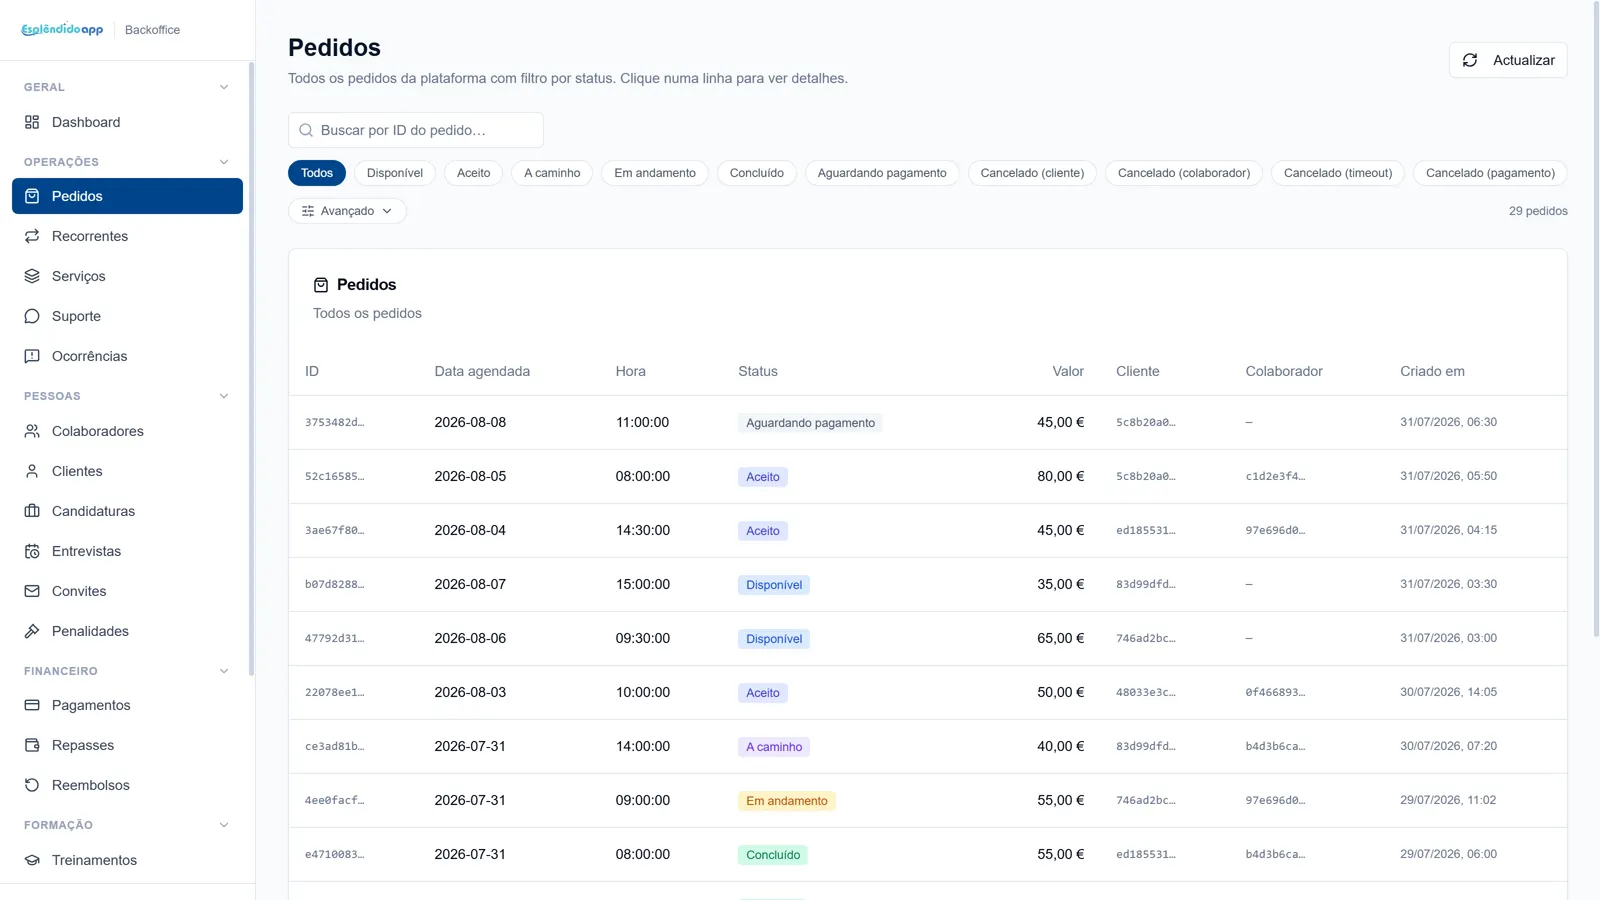 Esplêndido app
Backoffice
GERAL
Dashboard
OPERAÇÕES
Pedidos
Recorrentes
Serviços
Suporte
Ocorrências
PESSOAS
Colaboradores
Clientes
Candidaturas
Entrevistas
Convites
Penalidades
FINANCEIRO
Pagamentos
Repasses
Reembolsos
FORMAÇÃO
Treinamentos
Pedidos
Todos os pedidos da plataforma com filtro por status. Clique numa linha para ver detalhes.
Actualizar
Buscar por ID do pedido…
Todos Disponível Aceito A caminho Em andamento Concluído Aguardando pagamento Cancelado (cliente) Cancelado (colaborador) Cancelado (timeout) Cancelado (pagamento)
Avançado
29 pedidos
Pedidos
Todos os pedidos
ID Data agendada Hora Status Valor Cliente Colaborador Criado em
3753482d… 2026-08-08 11:00:00 Aguardando pagamento 45,00 € 5c8b20a0… – 31/07/2026, 06:30
52c16585… 2026-08-05 08:00:00 Aceito 80,00 € 5c8b20a0… c1d2e3f4… 31/07/2026, 05:50
3ae67f80… 2026-08-04 14:30:00 Aceito 45,00 € ed185531… 97e696d0… 31/07/2026, 04:15
b07d8288… 2026-08-07 15:00:00 Disponível 35,00 € 83d99dfd… – 31/07/2026, 03:30
47792d31… 2026-08-06 09:30:00 Disponível 65,00 € 746ad2bc… – 31/07/2026, 03:00
22078ee1… 2026-08-03 10:00:00 Aceito 50,00 € 48033e3c… 0f466893… 30/07/2026, 14:05
ce3ad81b… 2026-07-31 14:00:00 A caminho 40,00 € 83d99dfd… b4d3b6ca… 30/07/2026, 07:20
4ee0facf… 2026-07-31 09:00:00 Em andamento 55,00 € 746ad2bc… 97e696d0… 29/07/2026, 11:02
e4710083… 2026-07-31 08:00:00 Concluído 55,00 € ed185531… b4d3b6ca… 29/07/2026, 06:00